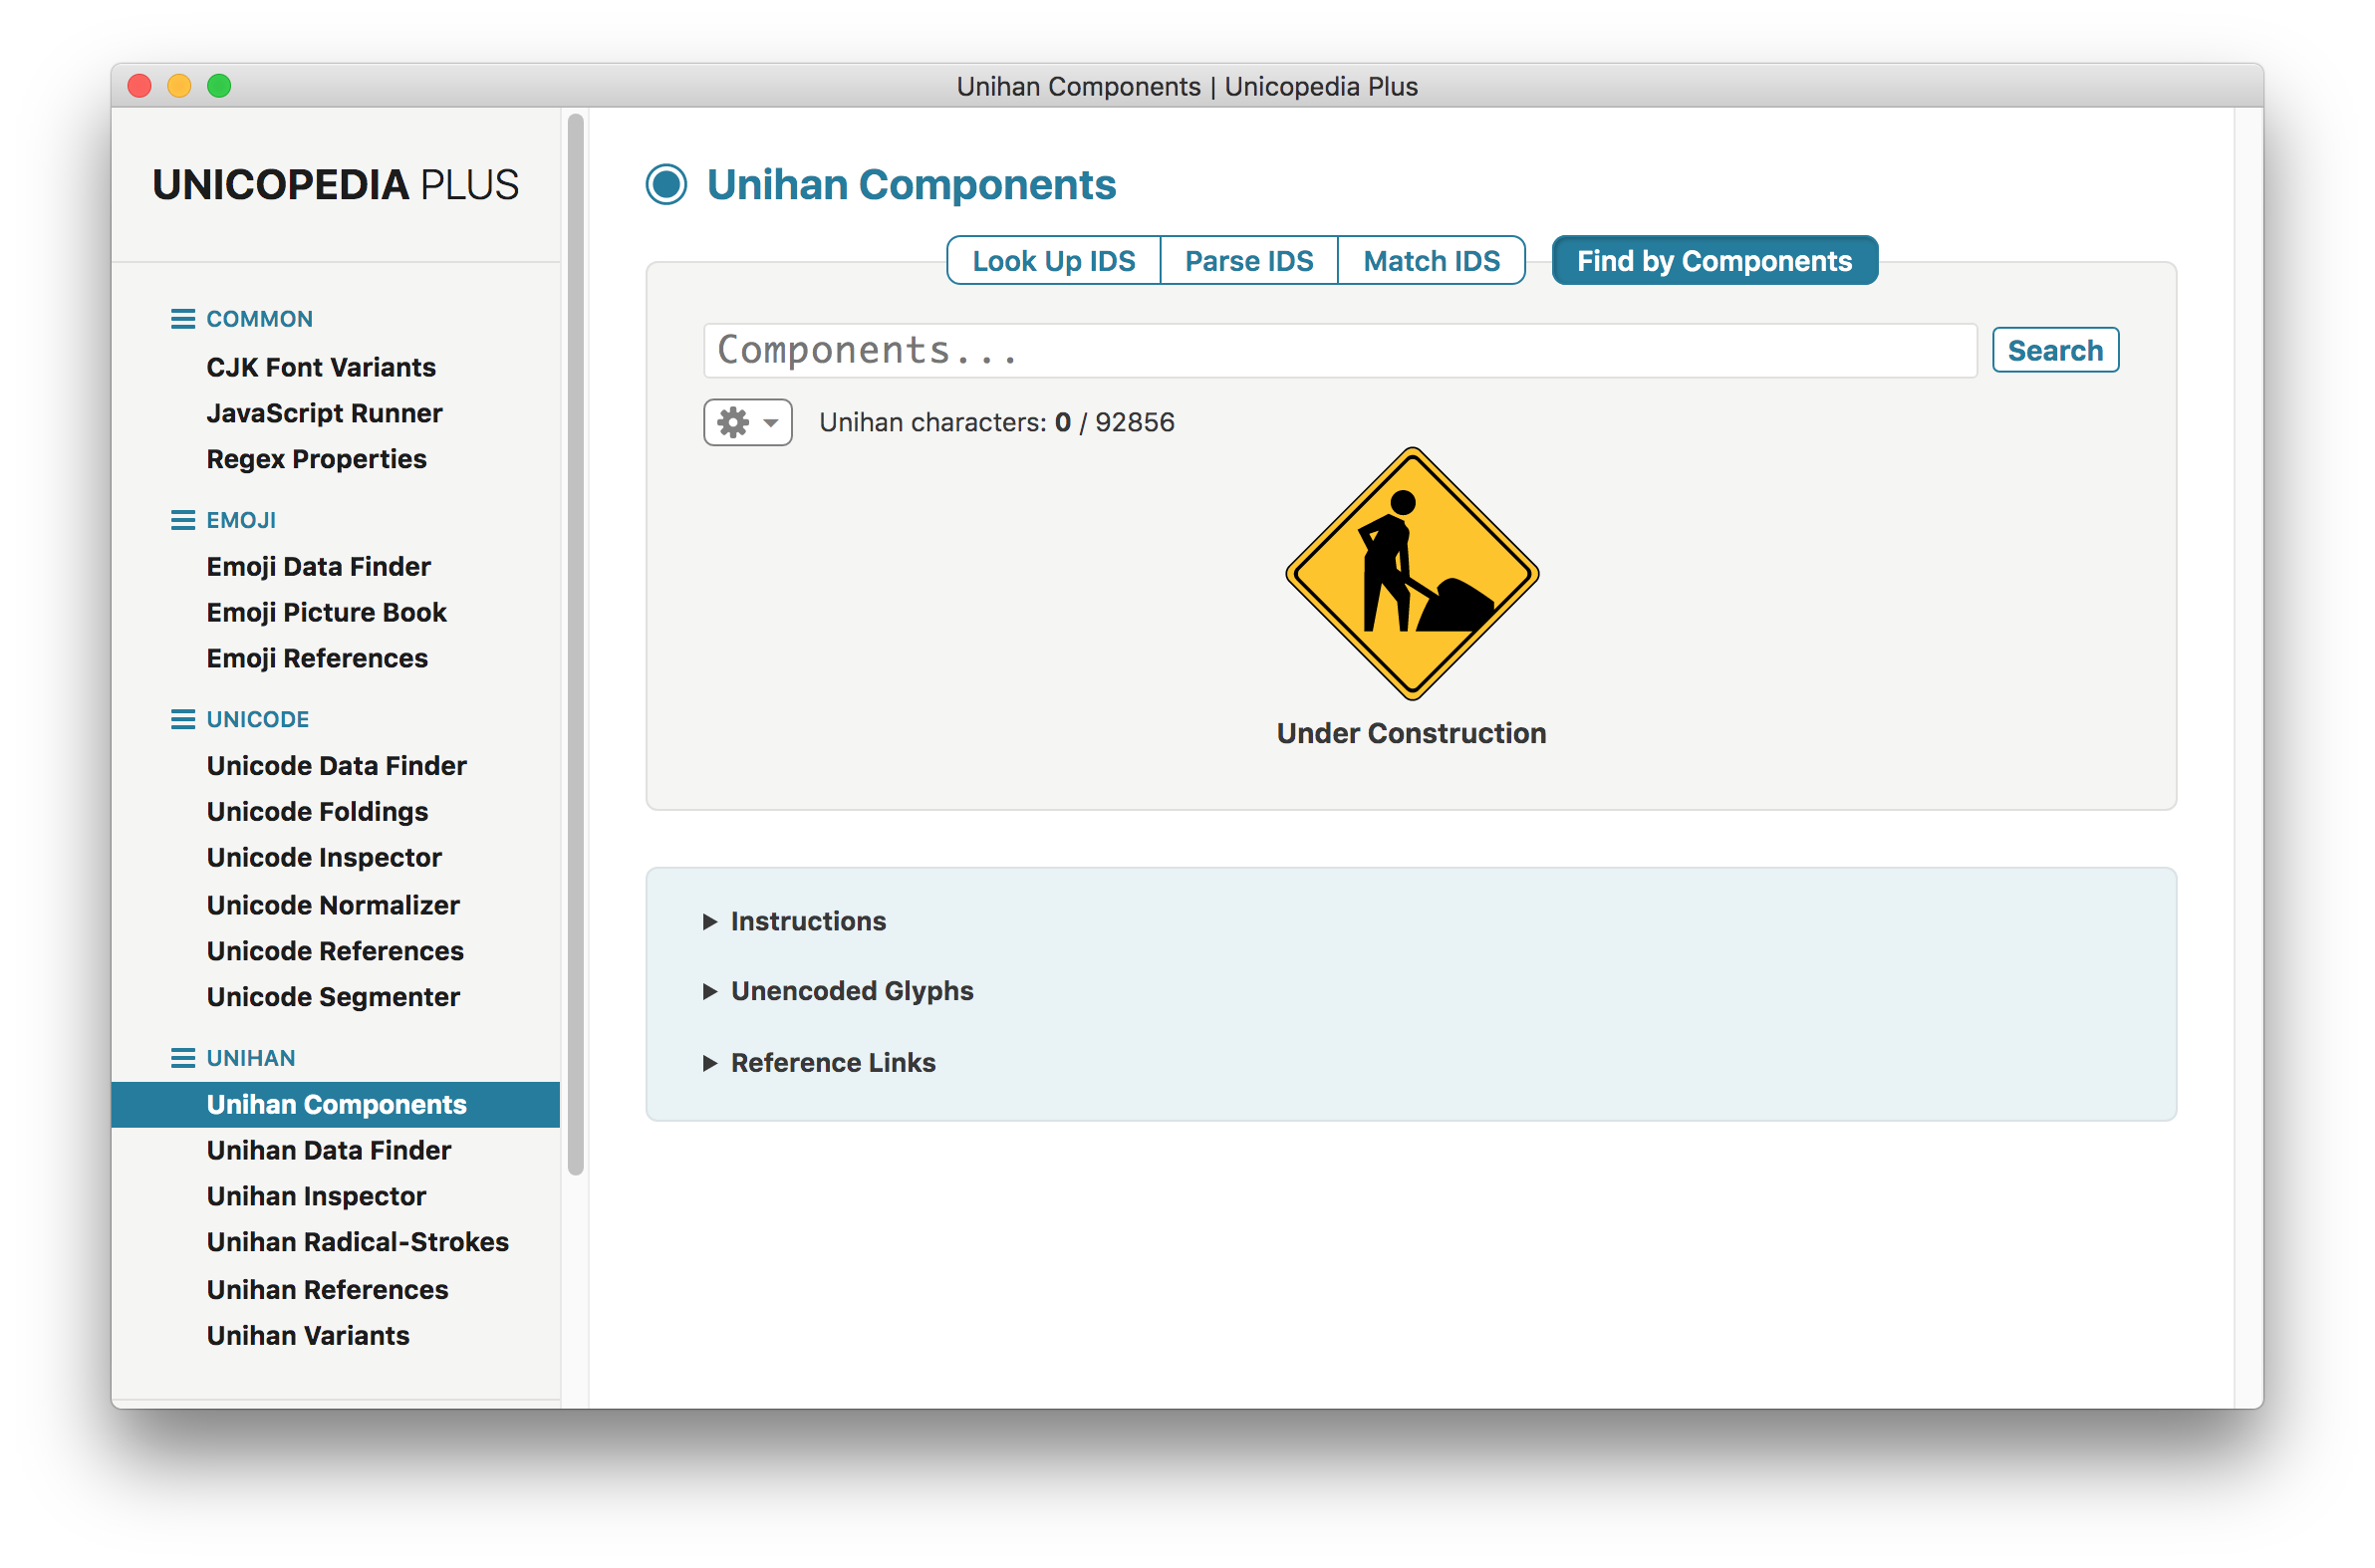 Unihan Components | Unicopedia Plus
UNICOPEDIA PLUS
COMMON
CJK Font Variants
JavaScript Runner
Regex Properties
EMOJI
Emoji Data Finder
Emoji Picture Book
Emoji References
UNICODE
Unicode Data Finder
Unicode Foldings
Unicode Inspector
Unicode Normalizer
Unicode References
Unicode Segmenter
UNIHAN
Unihan Components
Unihan Data Finder
Unihan Inspector
Unihan Radical-Strokes
Unihan References
Unihan Variants
Unihan Components
Look Up IDS Parse IDS Match IDS Find by Components
Components... Search
Unihan characters: 0 / 92856
Under Construction
Instructions
Unencoded Glyphs
Reference Links